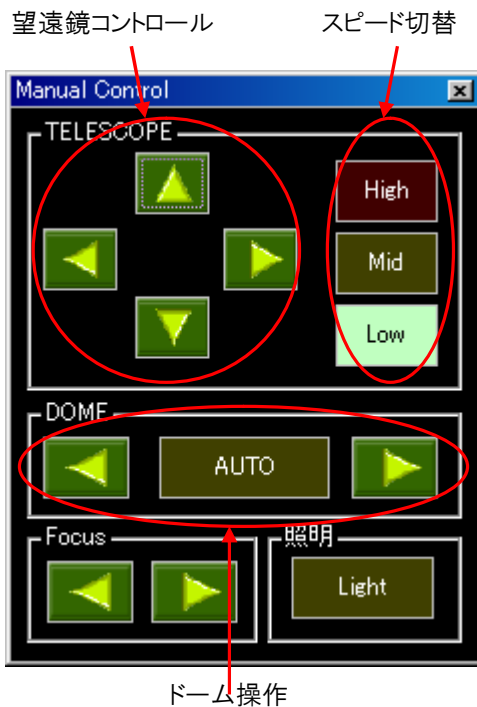 望遠鏡コントロール
スピード切替
Manual Control
TELESCOPE
High
Mid
Low
DOME
AUTO
Focus
照明
Light
ドーム操作